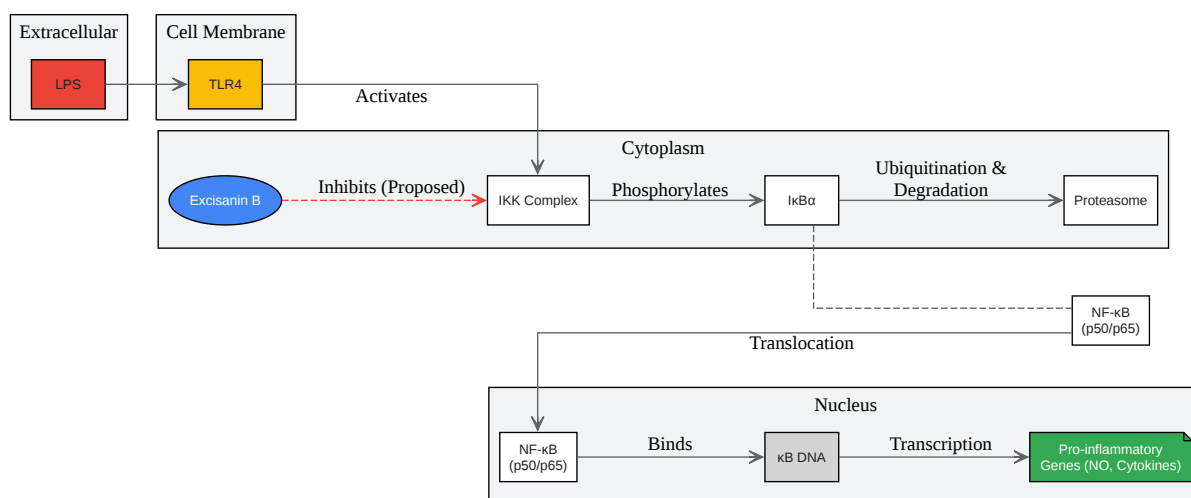 Extracellular
Cell Membrane
LPS
TLR4
Activates
Cytoplasm
Excisanin B
Inhibits (Proposed)
IKK Complex
Phosphorylates
IκBα
Ubiquitination &
Degradation
Proteasome
NF-κB
(p50/p65)
Translocation
Nucleus
NF-κB
(p50/p65)
Binds
κB DNA
Transcription
Pro-inflammatory
Genes (NO, Cytokines)